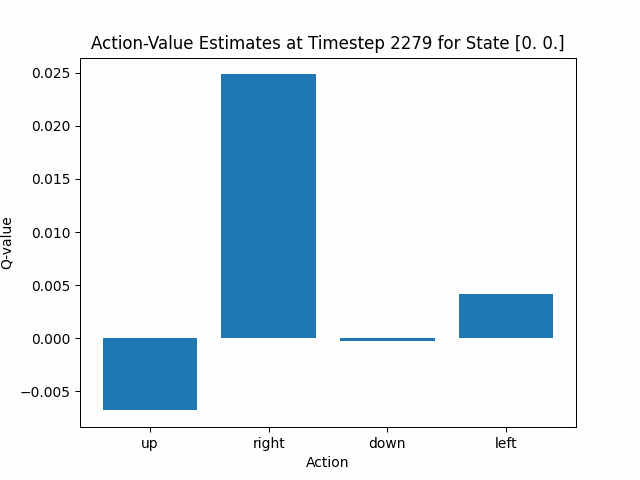 Action-Value Estimates at Timestep 2279 for State [0. 0.]
0.025
0.020
0.015
0.010
0.005
0.000
−0.005
Q-value
up right down left
Action